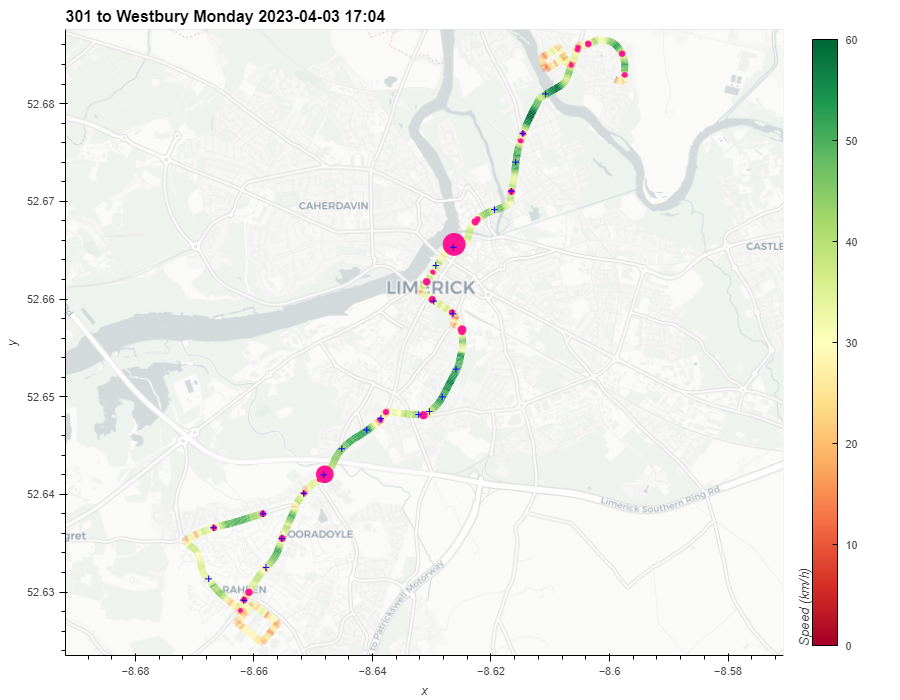 301 to Westbury Monday 2023-04-03 17:04
60
52.68
50
52.67
CAHERDAVIN
40
CASTLE
52.66
LIMERICK
y
30
52.65
20
52.64
Limerick Southern Ring Rd.
gret
OORADOYLE
10
52.63
RAHEEN
to Patrickswell Motorway
Speed (km/h)
0
−8.68
−8.66
−8.64
−8.62
−8.6
−8.58
x